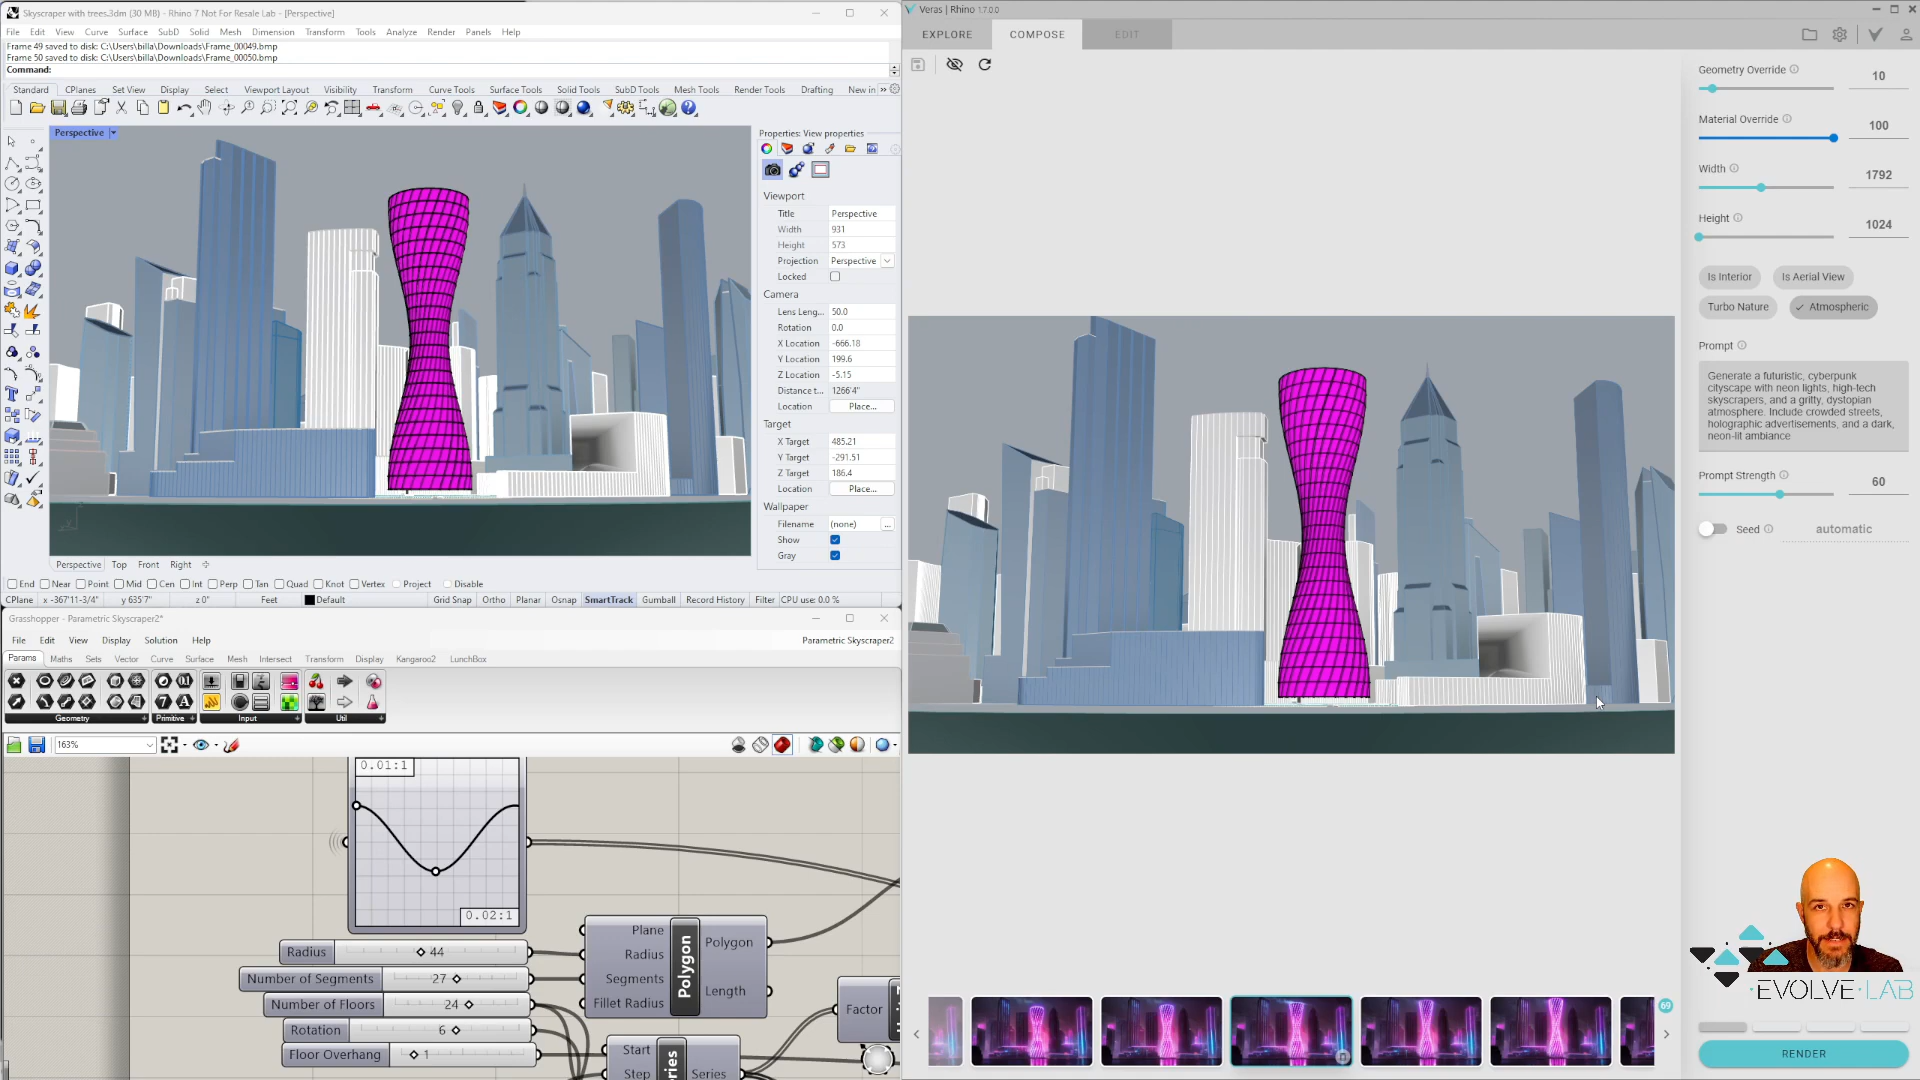 Skyscraper with trees.3dm (30 MB) - Rhino 7 Not For Resale Lab - [Perspective]
File Edit View Curve Surface SubD Solid Mesh Dimension Transform Tools Analyze Render Panels Help
Frame 49 saved to disk: C:\Users\billa\Downloads\Frame_00049.bmp
Frame 50 saved to disk: C:\Users\billa\Downloads\Frame_00050.bmp
Command:
Standard CPlanes Set View Display Select Viewport Layout Visibility Transform Curve Tools Surface Tools Solid Tools SubD Tools Mesh Tools Render Tools Drafting New in »
Perspective
Properties: View properties
Viewport
Title Perspective
Width 931
Height 573
Projection Perspective
Locked
Camera
Lens Leng... 50.0
Rotation 0.0
X Location -666.18
Y Location 199.6
Z Location -5.15
Distance t... 1266'4"
Location Place...
Target
X Target 485.21
Y Target -291.51
Z Target 186.4
Location Place...
Wallpaper
Filename (none) ...
Show
Gray
Perspective Top Front Right
End Near Point Mid Cen Int Perp Tan Quad Knot Vertex Project Disable
CPlane x -367'11-3/4" y 635'7" z 0" Feet Default Grid Snap Ortho Planar Osnap SmartTrack Gumball Record History Filter CPU use: 0.0 %
Grasshopper - Parametric Skyscraper2*
File Edit View Display Solution Help
Parametric Skyscraper2
Params Maths Sets Vector Curve Surface Mesh Intersect Transform Display Kangaroo2 LunchBox
Geometry Primitive Input Util
163%
0.01:1
0.02:1
Radius 44
Number of Segments 27
Number of Floors 24
Rotation 6
Floor Overhang 1
Plane
Radius
Segments
Fillet Radius
Polygon
Polygon
Length
Factor
Start
Step
Series
Veras | Rhino 1.7.0.0
EXPLORE COMPOSE EDIT
Geometry Override 10
Material Override 100
Width 1792
Height 1024
Is Interior Is Aerial View
Turbo Nature Atmospheric
Prompt
Generate a futuristic, cyberpunk
cityscape with neon lights, high-tech
skyscrapers, and a gritty, dystopian
atmosphere. Include crowded streets,
holographic advertisements, and a dark,
neon-lit ambiance
Prompt Strength 60
Seed automatic
69
EVOLVE LAB
RENDER